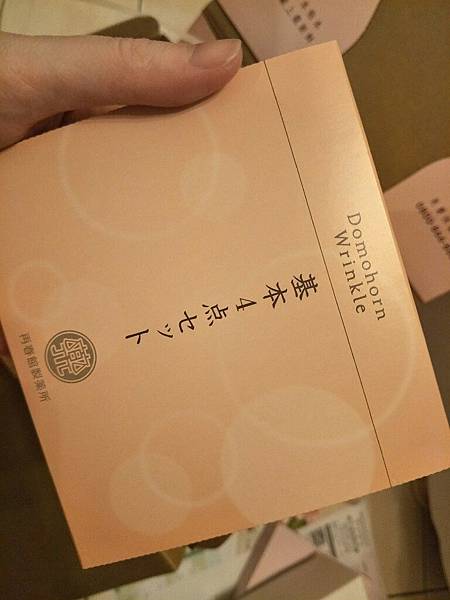 Domohorn
Wrinkle
基本4点セット
再春館製薬所